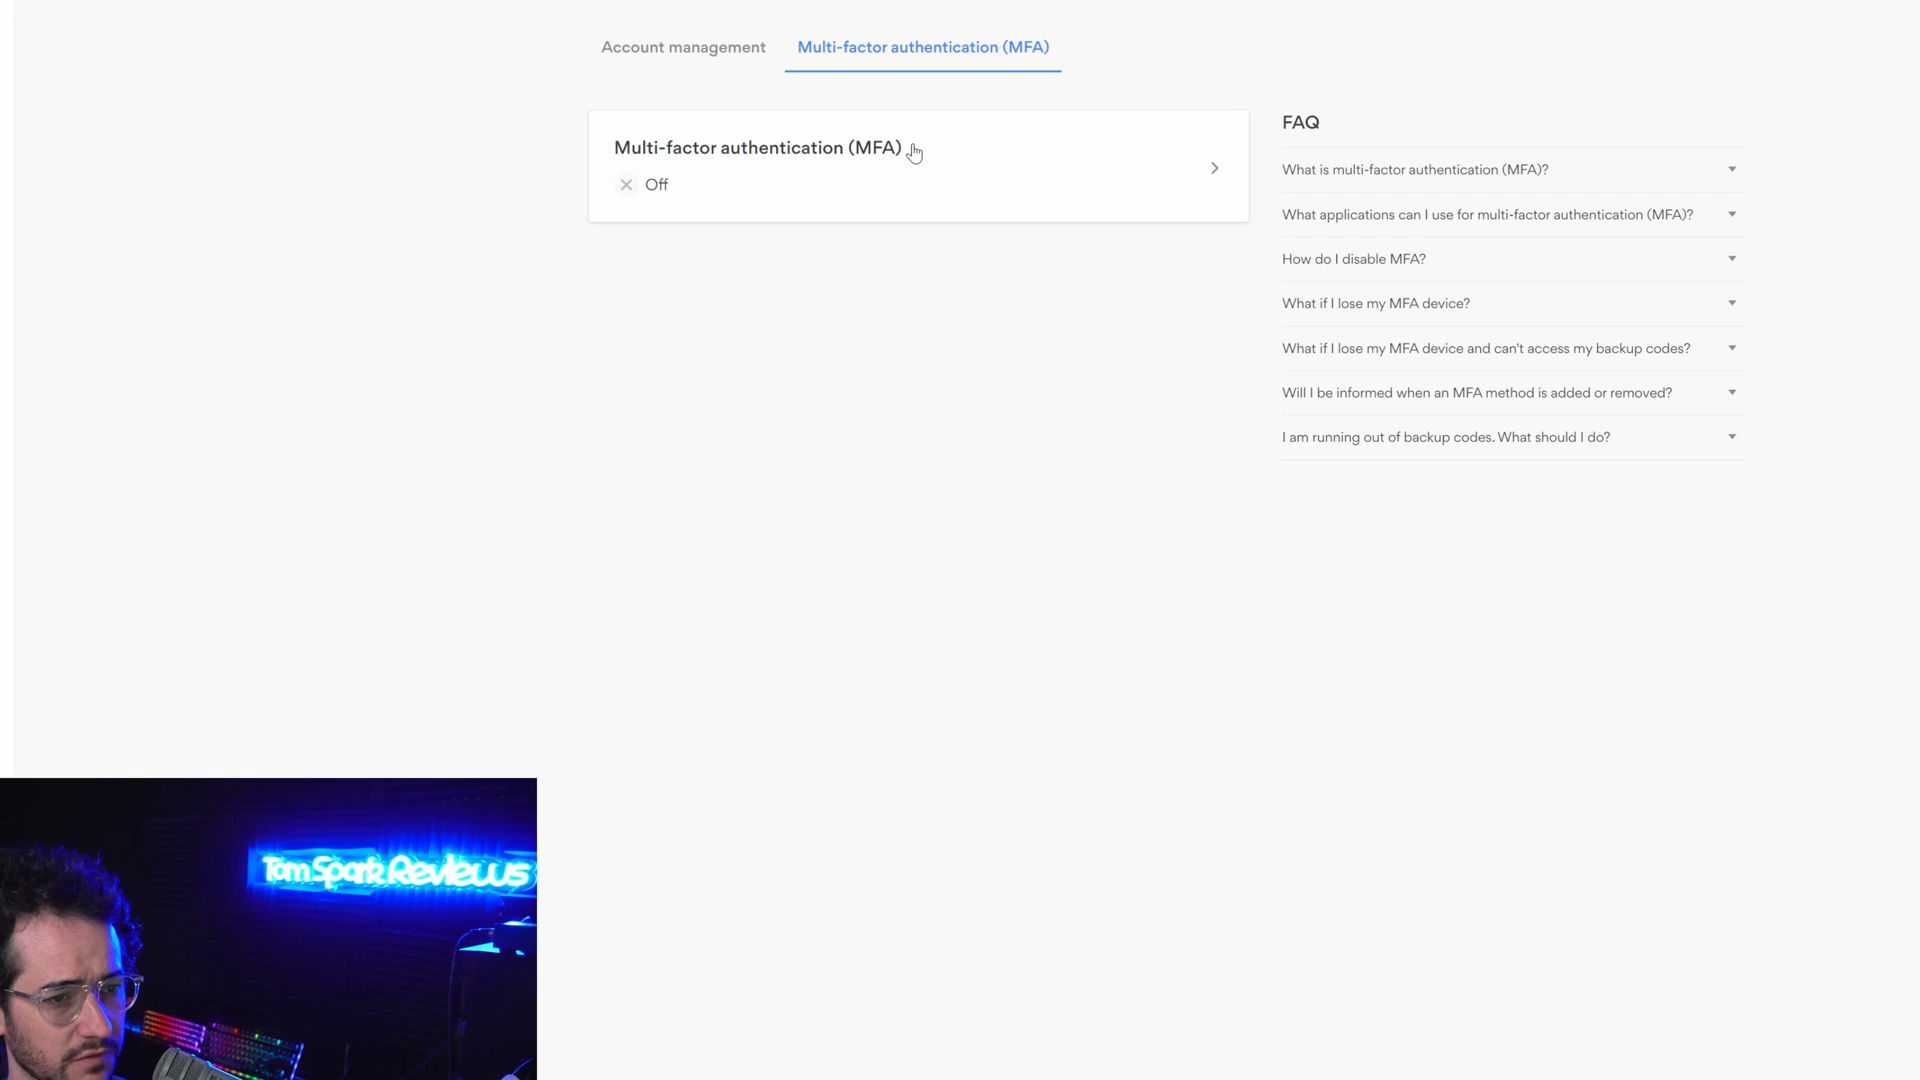 Account management
Multi-factor authentication (MFA)
Multi-factor authentication (MFA)
Off
FAQ
What is multi-factor authentication (MFA)?
What applications can I use for multi-factor authentication (MFA)?
How do I disable MFA?
What if I lose my MFA device?
What if I lose my MFA device and can't access my backup codes?
Will I be informed when an MFA method is added or removed?
I am running out of backup codes. What should I do?
Tom Spark Reviews